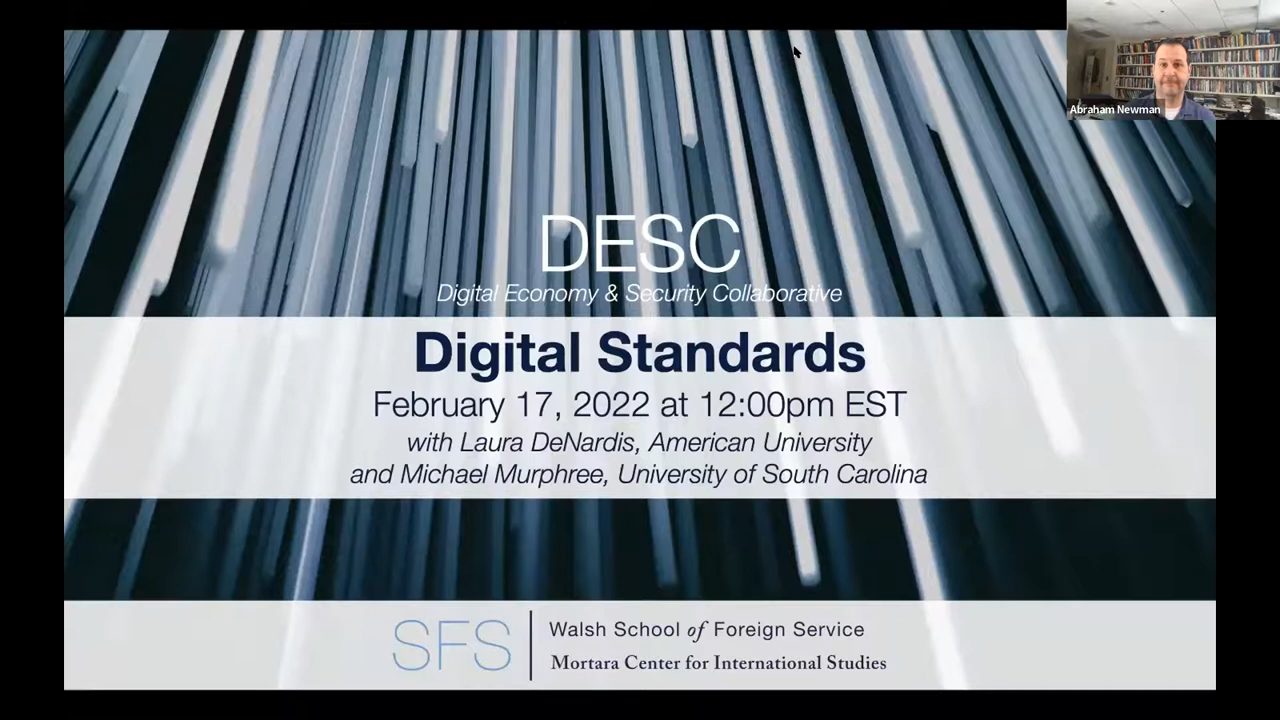 Abraham Newman
DESC
Digital Economy & Security Collaborative
Digital Standards
February 17, 2022 at 12:00pm EST
with Laura DeNardis, American University
and Michael Murphree, University of South Carolina
SFS
Walsh School of Foreign Service
Mortara Center for International Studies